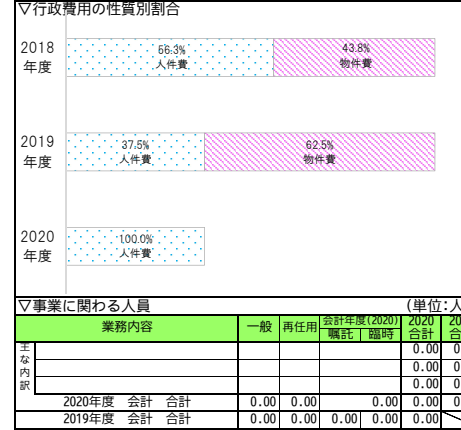 ▽行政費用の性質別割合
2018
年度
56.3%
人件費
43.8%
物件費
2019
年度
37.5%
人件費
62.5%
物件費
2020
年度
100.0%
人件費
▽事業に関わる人員 (単位:人
業務内容 一般 再任用 会計年度(2020) 嘱託 臨時 2020 合計 20 合
主な内訳
0.00 0
0.00 0
0.00 0
2020年度 会計 合計 0.00 0.00 0.00 0.00 0
2019年度 会計 合計 0.00 0.00 0.00 0.00 0.00